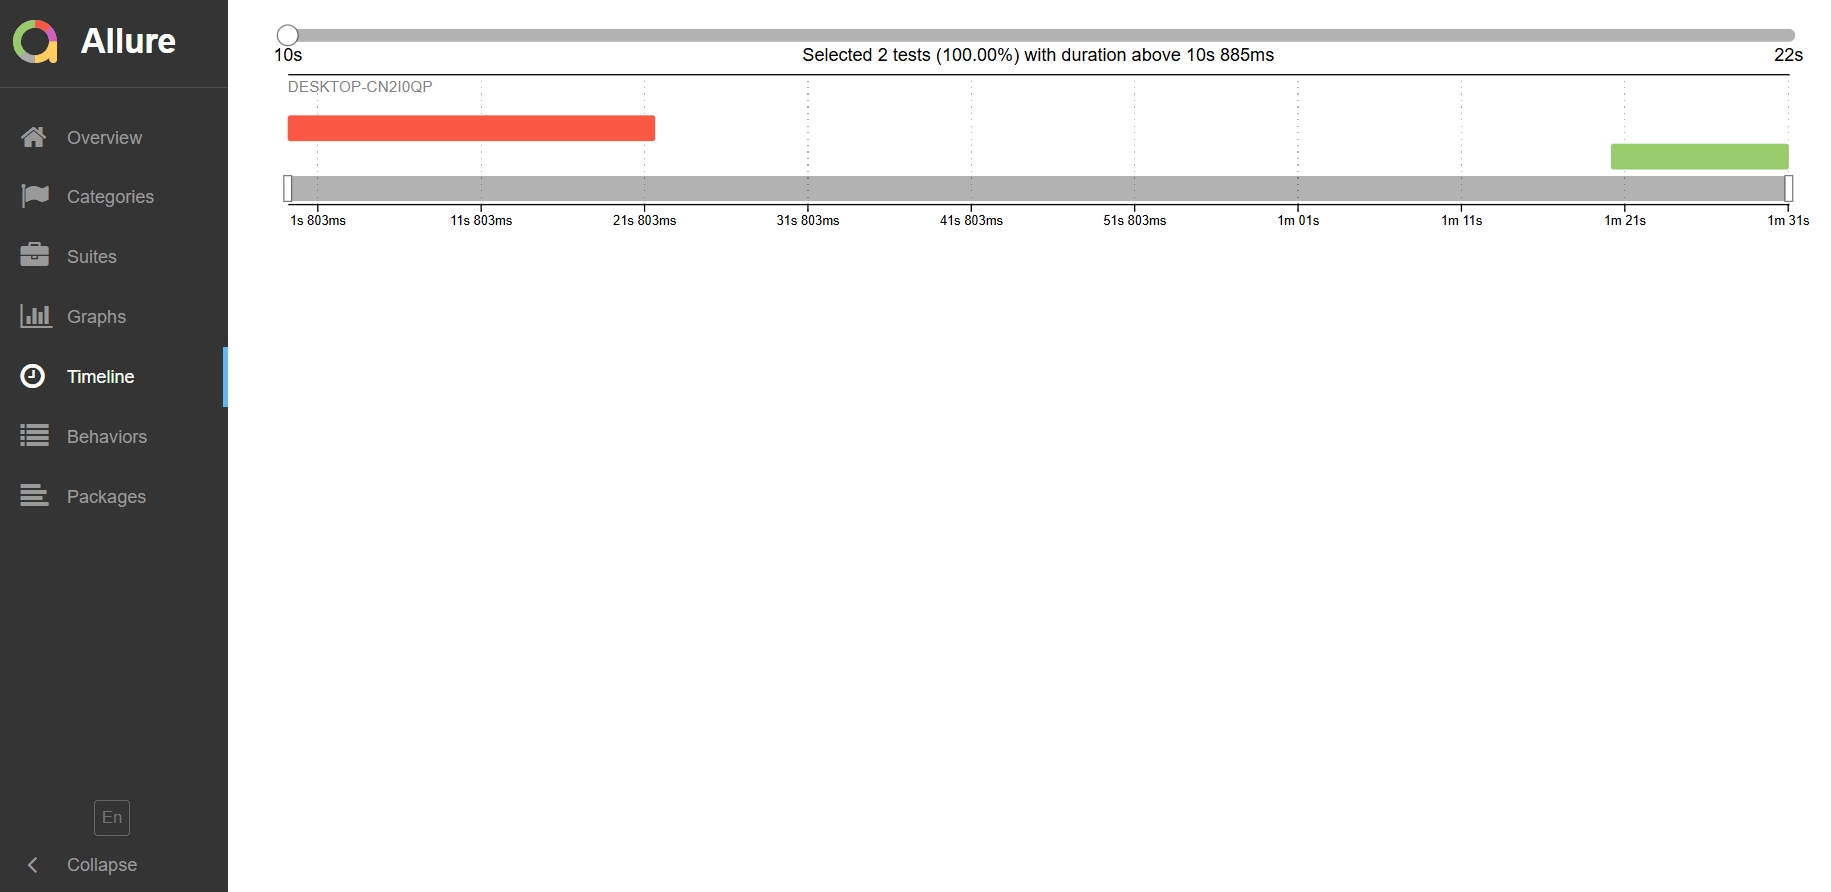 Allure
Overview
Categories
Suites
Graphs
Timeline
Behaviors
Packages
En
Collapse
10s
Selected 2 tests (100.00%) with duration above 10s 885ms
22s
DESKTOP-CN2I0QP
1s 803ms
11s 803ms
21s 803ms
31s 803ms
41s 803ms
51s 803ms
1m 01s
1m 11s
1m 21s
1m 31s